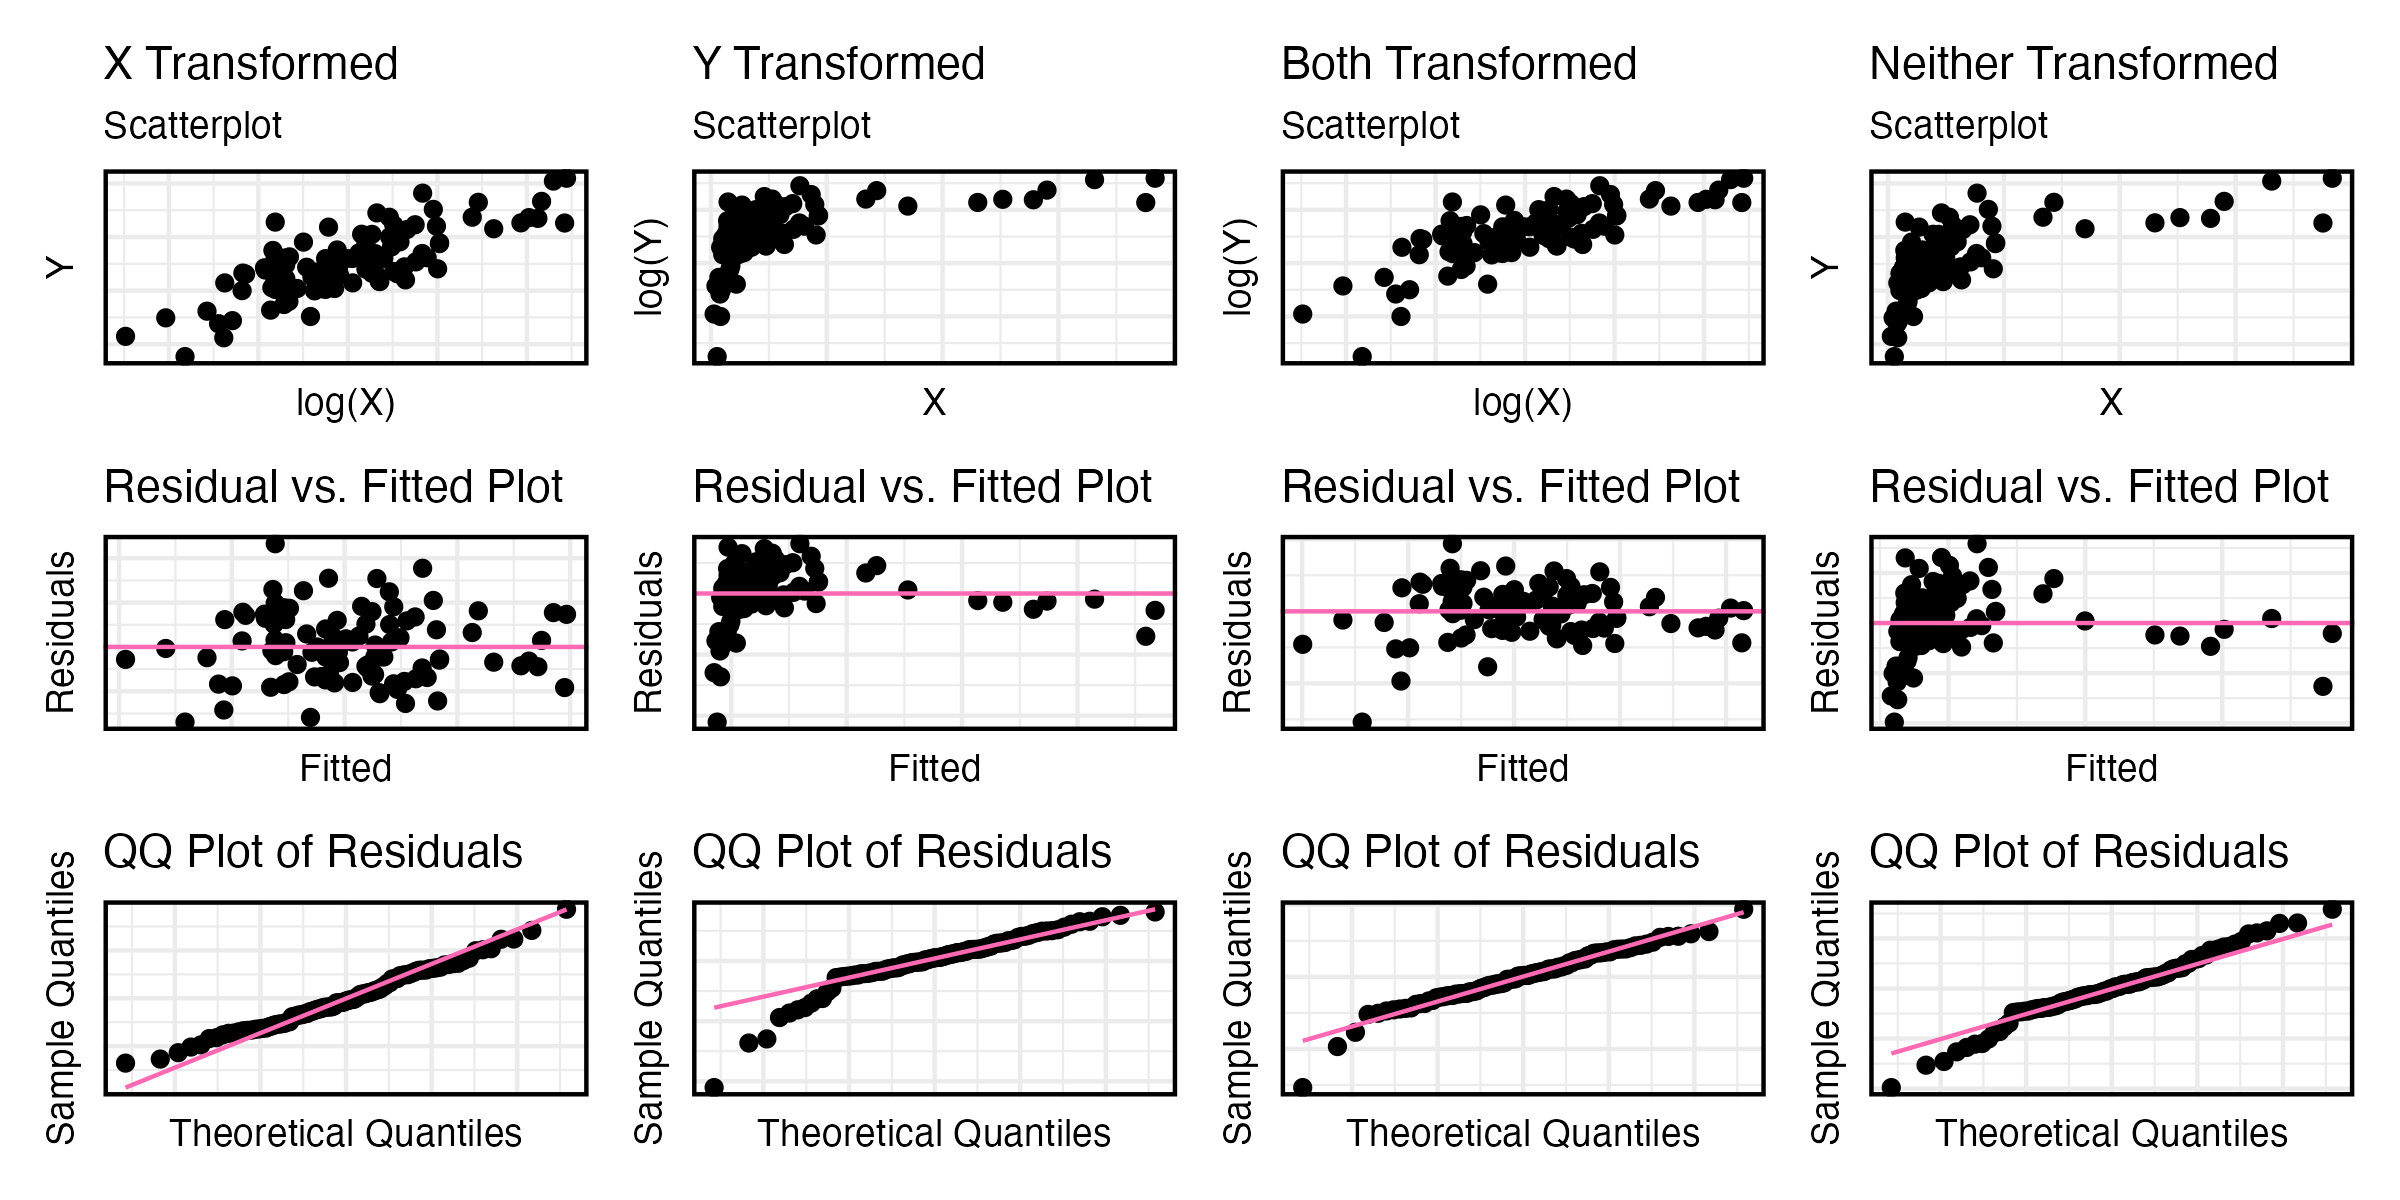 X Transformed
Scatterplot
Y
log(X)
Y Transformed
Scatterplot
log(Y)
X
Both Transformed
Scatterplot
log(Y)
log(X)
Neither Transformed
Scatterplot
Y
X
Residual vs. Fitted Plot
Residuals
Fitted
Residual vs. Fitted Plot
Residuals
Fitted
Residual vs. Fitted Plot
Residuals
Fitted
Residual vs. Fitted Plot
Residuals
Fitted
QQ Plot of Residuals
Sample Quantiles
Theoretical Quantiles
QQ Plot of Residuals
Sample Quantiles
Theoretical Quantiles
QQ Plot of Residuals
Sample Quantiles
Theoretical Quantiles
QQ Plot of Residuals
Sample Quantiles
Theoretical Quantiles